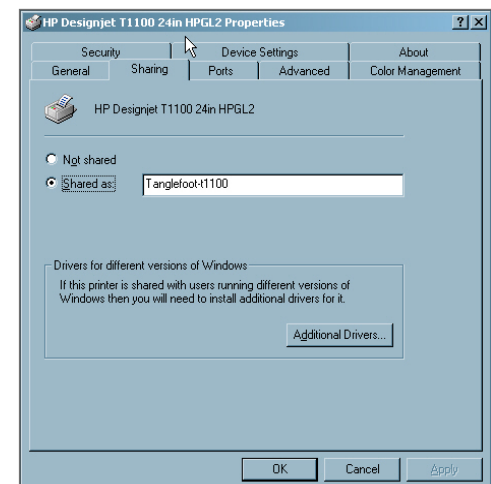 HP Designjet T1100 24in HPGL2 Properties
Security Device Settings About
General Sharing Ports Advanced Color Management
HP Designjet T1100 24in HPGL2
Not shared
Shared as: Tanglefoot-t1100
Drivers for different versions of Windows
If this printer is shared with users running different versions of
Windows then you will need to install additional drivers for it.
Additional Drivers...
OK Cancel Apply